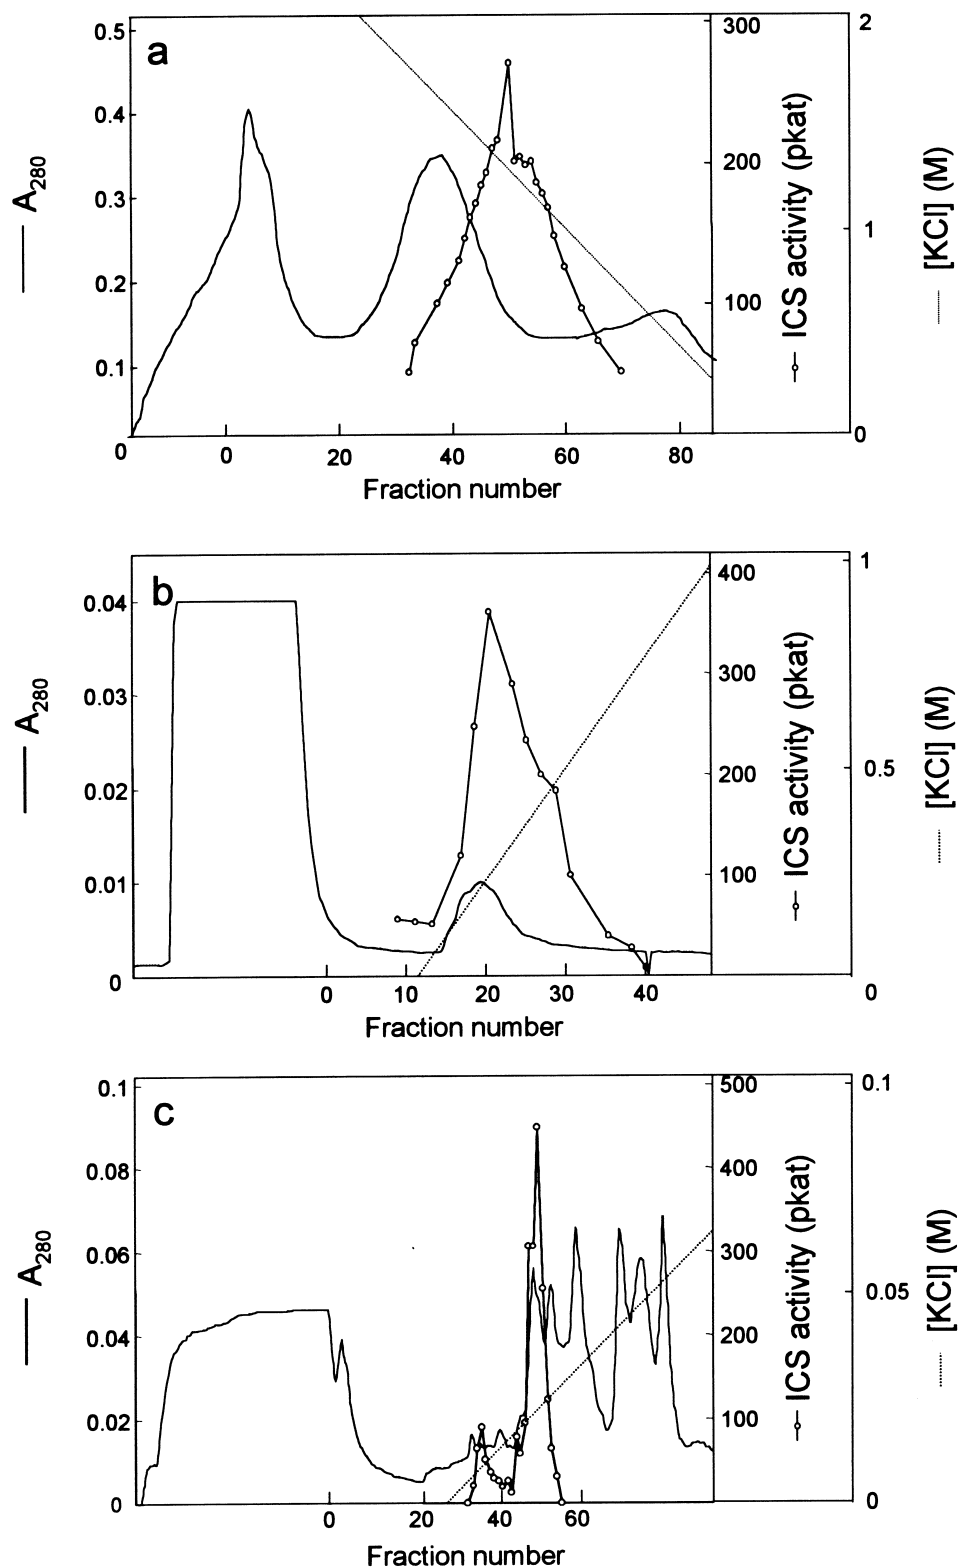 a
0.5
0.4
0.3
0.2
0.1
0
A280
300
200
100
ICS activity (pkat)
2
1
0
[KCl] (M)
0 20 40 60 80
Fraction number
b
0.04
0.03
0.02
0.01
0
A280
400
300
200
100
ICS activity (pkat)
1
0.5
0
[KCl] (M)
0 10 20 30 40
Fraction number
c
0.1
0.08
0.06
0.04
0.02
0
A280
500
400
300
200
100
ICS activity (pkat)
0.1
0.05
0
[KCl] (M)
0 20 40 60
Fraction number